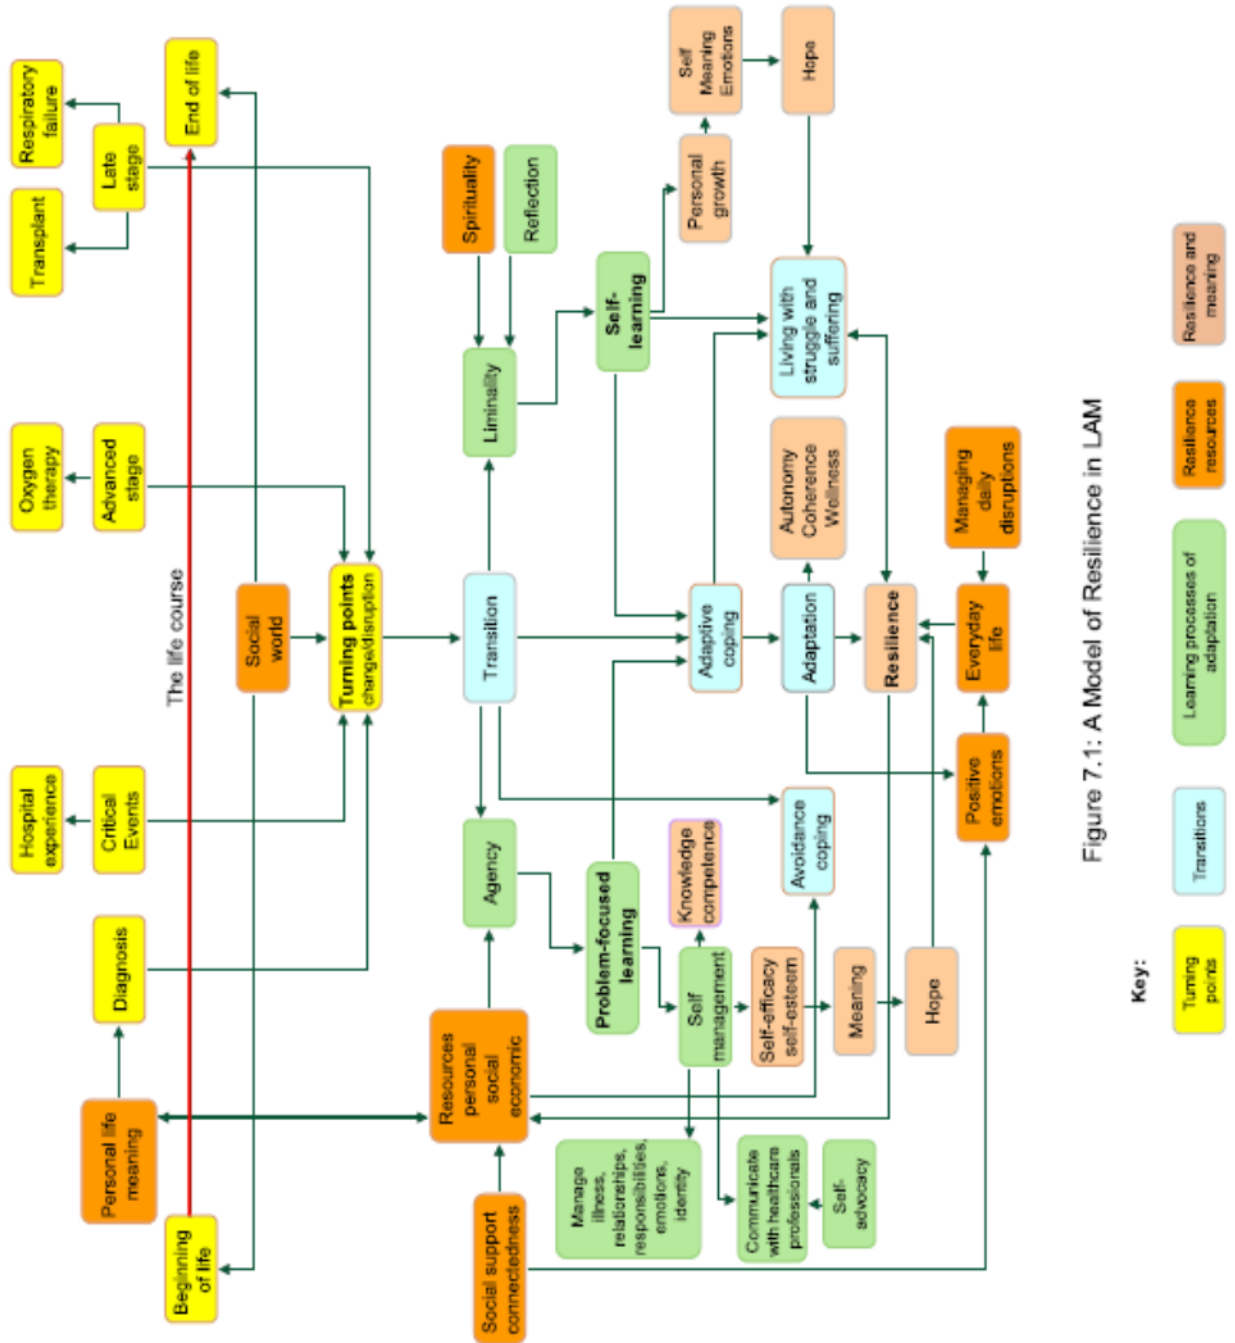 Beginning
of life
Personal life
meaning
Diagnosis
Hospital
experience
Critical
Events
The life course
Oxygen
therapy
Advanced
stage
Transplant
Respiratory
failure
Late
stage
End of life
Social
world
Turning points
change/disruption
Social support
connectedness
Resources
personal
social
economic
Agency
Transition
Liminality
Spirituality
Reflection
Problem-focused
learning
Self-
learning
Manage
illness,
relationships,
responsibilities,
emotions,
identity
Self
management
Knowledge
competence
Adaptive
coping
Personal
growth
Self
Meaning
Emotions
Communicate
with healthcare
professionals
Self-
advocacy
Self-efficacy
self-esteem
Avoidance
coping
Adaptation
Autonomy
Coherence
Wellness
Living with
struggle and
suffering
Hope
Meaning
Hope
Resilience
Positive
emotions
Everyday
life
Managing
daily
disruptions
Figure 7.1: A Model of Resilience in LAM
Key:
Turning
points
Transitions
Learning processes of
adaptation
Resilience
resources
Resilience and
meaning